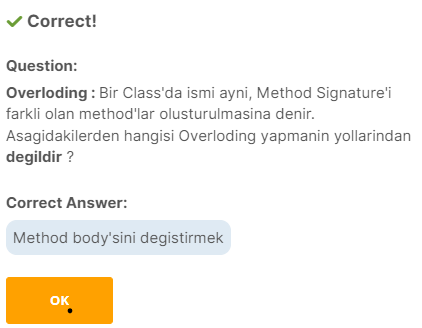 Correct!
Question:
Overloding : Bir Class'da ismi ayni, Method Signature'i
farkli olan method'lar olusturulmasina denir.
Asagidakilerden hangisi Overloding yapmanin yollarindan
degildir ?
Correct Answer:
Method body'sini degistirmek
OK